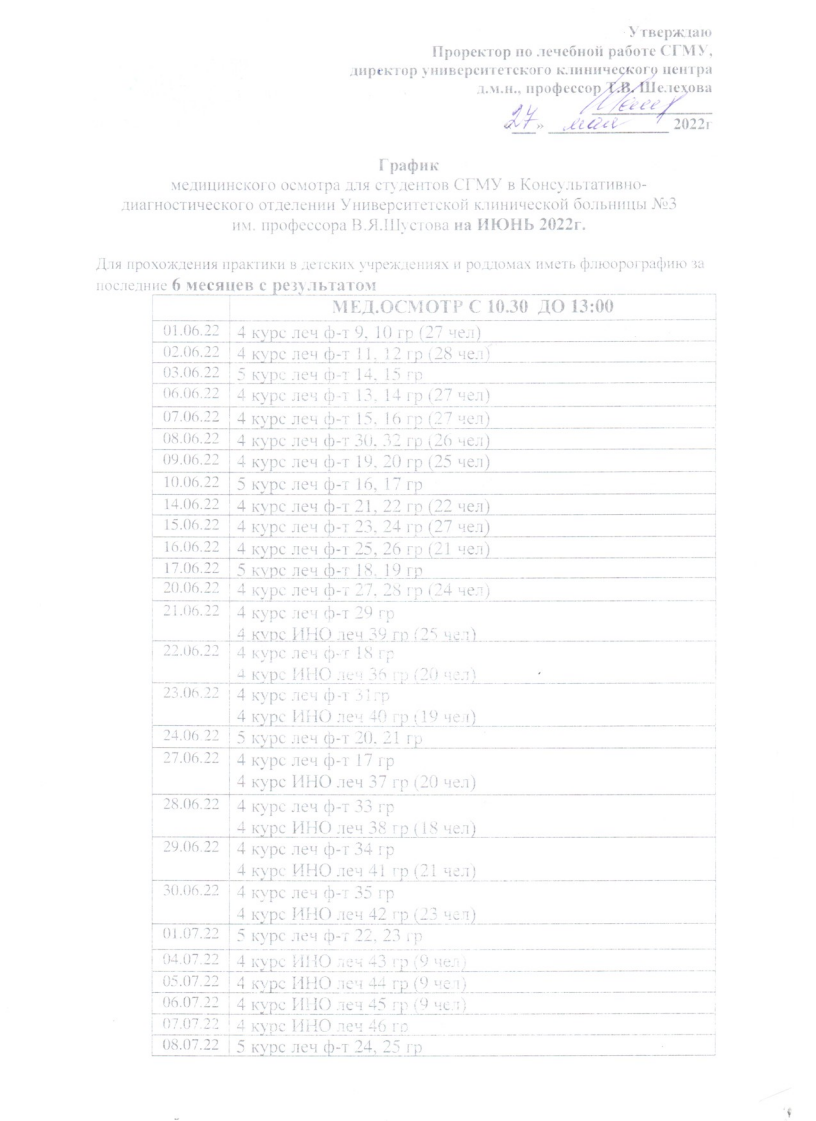 Утверждаю
Проректор по лечебной работе СГМУ,
директор университетского клинического центра
д.м.н., профессор Т.В. Шелехова
27 » мая 2022г
График
медицинского осмотра для студентов СГМУ в Консультативно-
диагностического отделении Университетской клинической больницы №3
им. профессора В.Я.Шустова на ИЮНЬ 2022г.
Для прохождения практики в детских учреждениях и роддомах иметь флюорографию за
последние 6 месяцев с результатом
МЕД.ОСМОТР С 10.30 ДО 13:00
01.06.22 4 курс леч ф-т 9, 10 гр (27 чел)
02.06.22 4 курс леч ф-т 11, 12 гр (28 чел)
03.06.22 5 курс леч ф-т 14, 15 гр
06.06.22 4 курс леч ф-т 13, 14 гр (27 чел)
07.06.22 4 курс леч ф-т 15, 16 гр (27 чел)
08.06.22 4 курс леч ф-т 30, 32 гр (26 чел)
09.06.22 4 курс леч ф-т 19, 20 гр (25 чел)
10.06.22 5 курс леч ф-т 16, 17 гр
14.06.22 4 курс леч ф-т 21, 22 гр (22 чел)
15.06.22 4 курс леч ф-т 23, 24 гр (27 чел)
16.06.22 4 курс леч ф-т 25, 26 гр (21 чел)
17.06.22 5 курс леч ф-т 18, 19 гр
20.06.22 4 курс леч ф-т 27, 28 гр (24 чел)
21.06.22 4 курс леч ф-т 29 гр
4 курс ИНО леч 39 гр (25 чел)
22.06.22 4 курс леч ф-т 18 гр
4 курс ИНО леч 36 гр (20 чел)
23.06.22 4 курс леч ф-т 31гр
4 курс ИНО леч 40 гр (19 чел)
24.06.22 5 курс леч ф-т 20, 21 гр
27.06.22 4 курс леч ф-т 17 гр
4 курс ИНО леч 37 гр (20 чел)
28.06.22 4 курс леч ф-т 33 гр
4 курс ИНО леч 38 гр (18 чел)
29.06.22 4 курс леч ф-т 34 гр
4 курс ИНО леч 41 гр (21 чел)
30.06.22 4 курс леч ф-т 35 гр
4 курс ИНО леч 42 гр (23 чел)
01.07.22 5 курс леч ф-т 22, 23 гр
04.07.22 4 курс ИНО леч 43 гр (9 чел)
05.07.22 4 курс ИНО леч 44 гр (9 чел)
06.07.22 4 курс ИНО леч 45 гр (9 чел)
07.07.22 4 курс ИНО леч 46 гр
08.07.22 5 курс леч ф-т 24, 25 гр